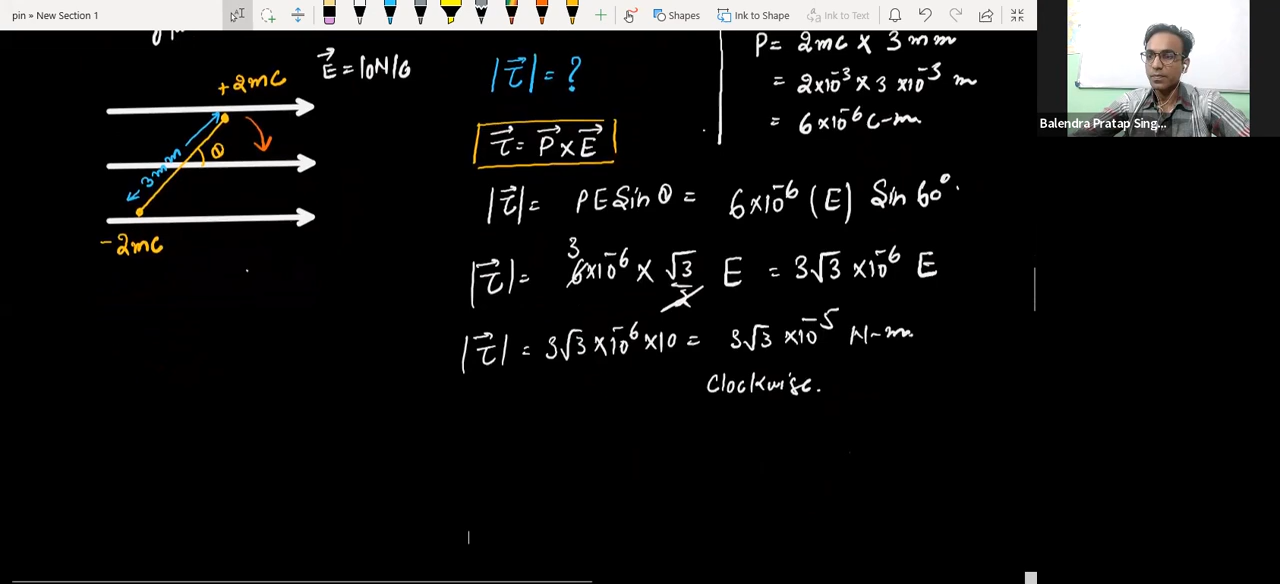 pin » New Section 1
Shapes
Ink to Shape
Ink to Text
E⃗ = 10N/C
+2mC
3mm
θ
-2mC
|τ⃗| = ?
τ⃗ = P⃗ × E⃗
P = 2mC × 3mm
= 2×10⁻³ × 3×10⁻³ m
= 6×10⁻⁶ C-m
|τ⃗| = PE Sin θ = 6×10⁻⁶ (E) Sin 60°.
|τ⃗| = 6×10⁻⁶ × √3/2 E = 3√3 ×10⁻⁶ E
3
|τ⃗| = 3√3 ×10⁻⁶ ×10 = 3√3 ×10⁻⁵ N-m
Clockwise.
Balendra Pratap Sing...